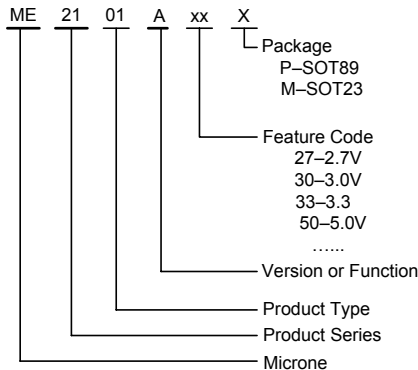 ME 21 01 A xx X
Package
P–SOT89
M–SOT23
Feature Code
27–2.7V
30–3.0V
33–3.3
50–5.0V
…...
Version or Function
Product Type
Product Series
Microne